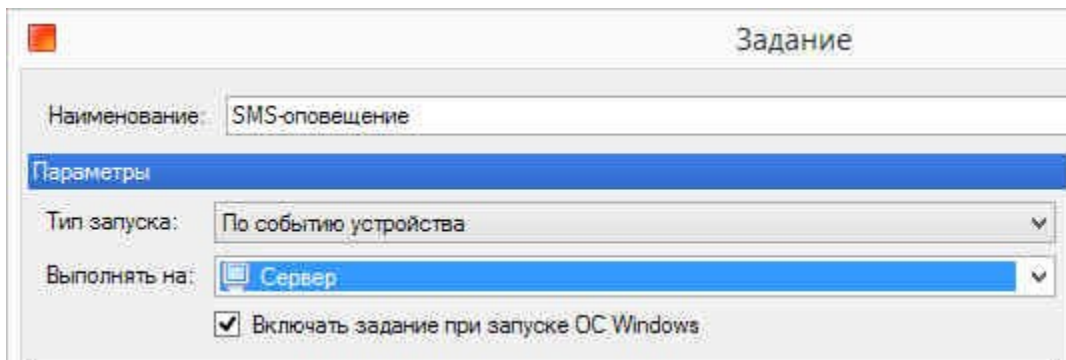 Задание
Наименование: SMS-оповещение
Параметры
Тип запуска: По событию устройства
Выполнять на: Сервер
Включать задание при запуске ОС Windows